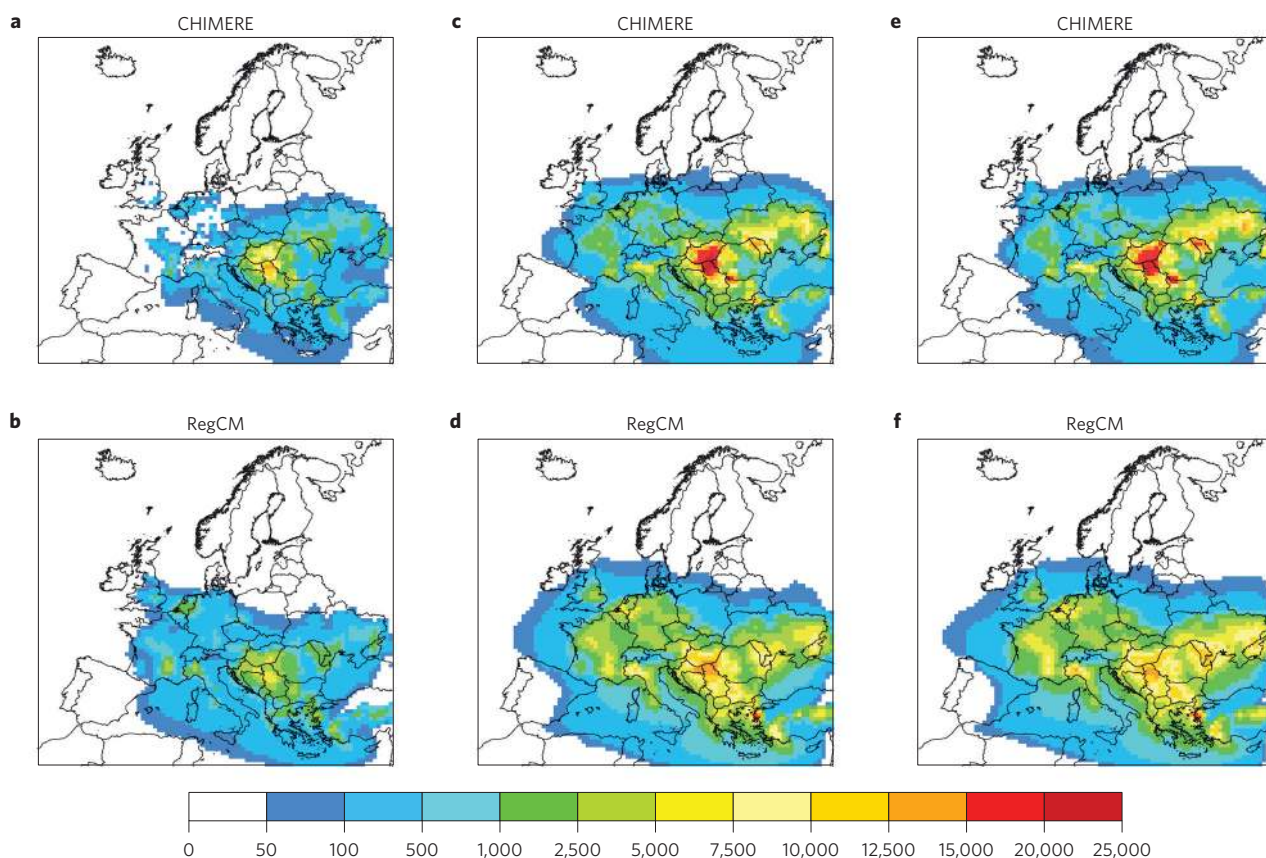 a CHIMERE
c CHIMERE
e CHIMERE
b RegCM
d RegCM
f RegCM
0 50 100 500 1,000 2,500 5,000 7,500 10,000 12,500 15,000 20,000 25,000